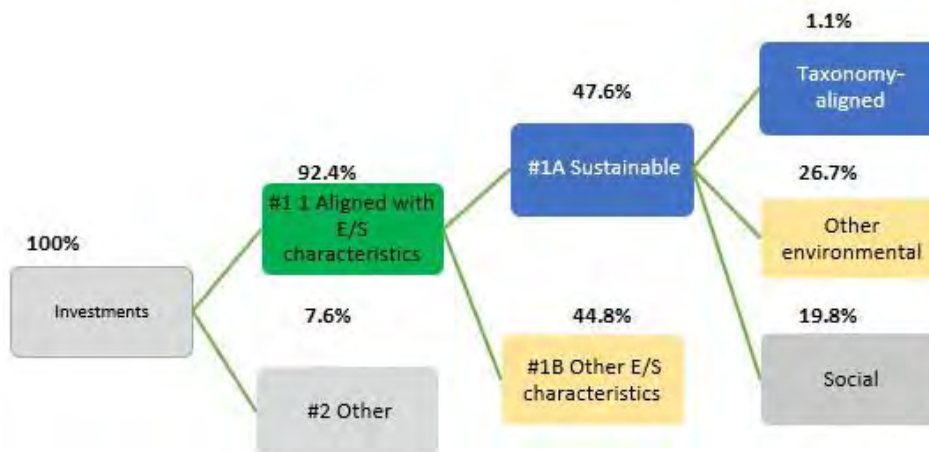 100%
Investments
92.4%
#1 1 Aligned with
E/S
characteristics
7.6%
#2 Other
47.6%
#1A Sustainable
44.8%
#1B Other E/S
characteristics
1.1%
Taxonomy-
aligned
26.7%
Other
environmental
19.8%
Social